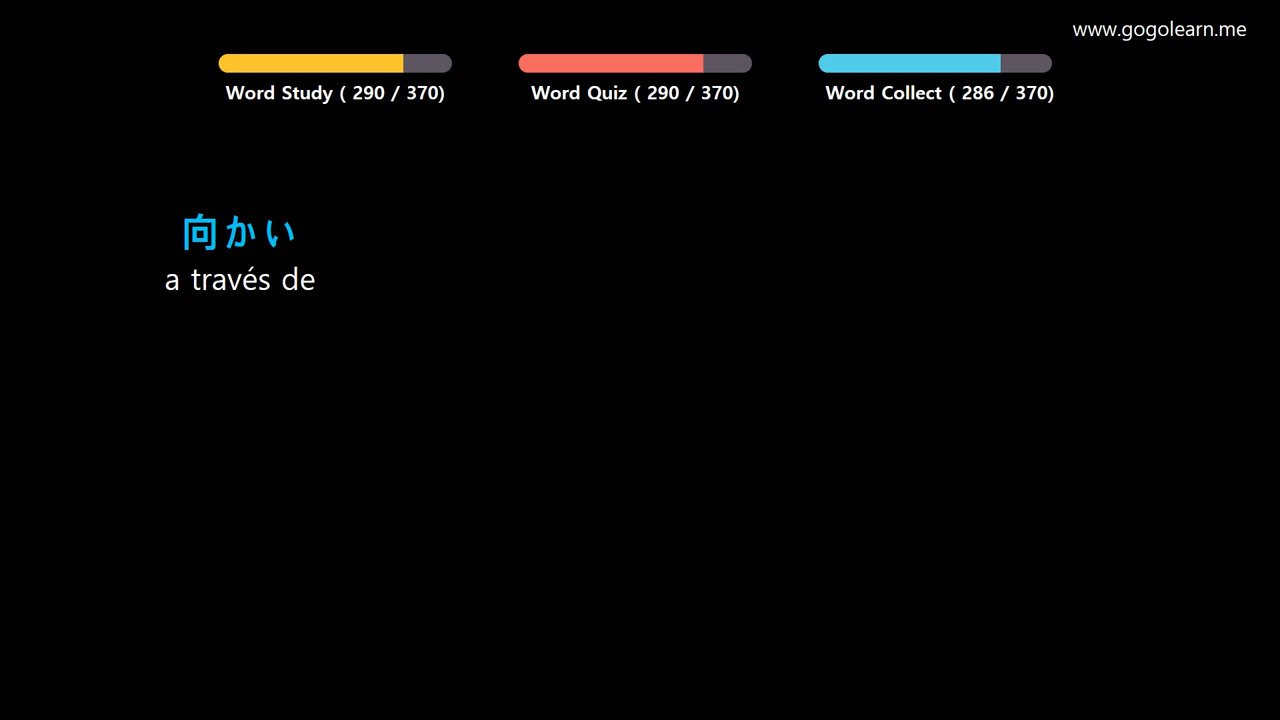 www.gogolearn.me
Word Study ( 290 / 370)
Word Quiz ( 290 / 370)
Word Collect ( 286 / 370)
向かい
a través de